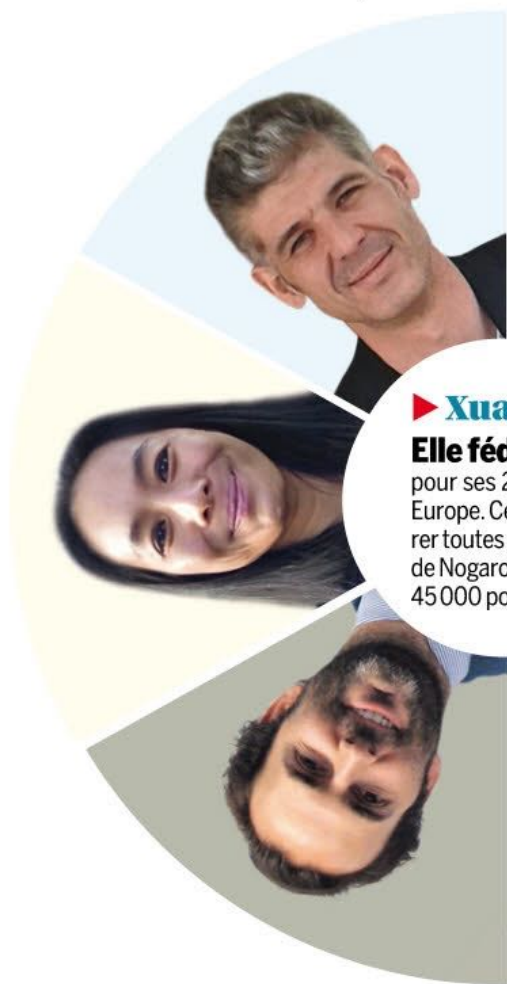 ▶ Xua
Elle féd
pour ses 2
Europe. Ce
rer toutes
de Nogaro
45 000 po